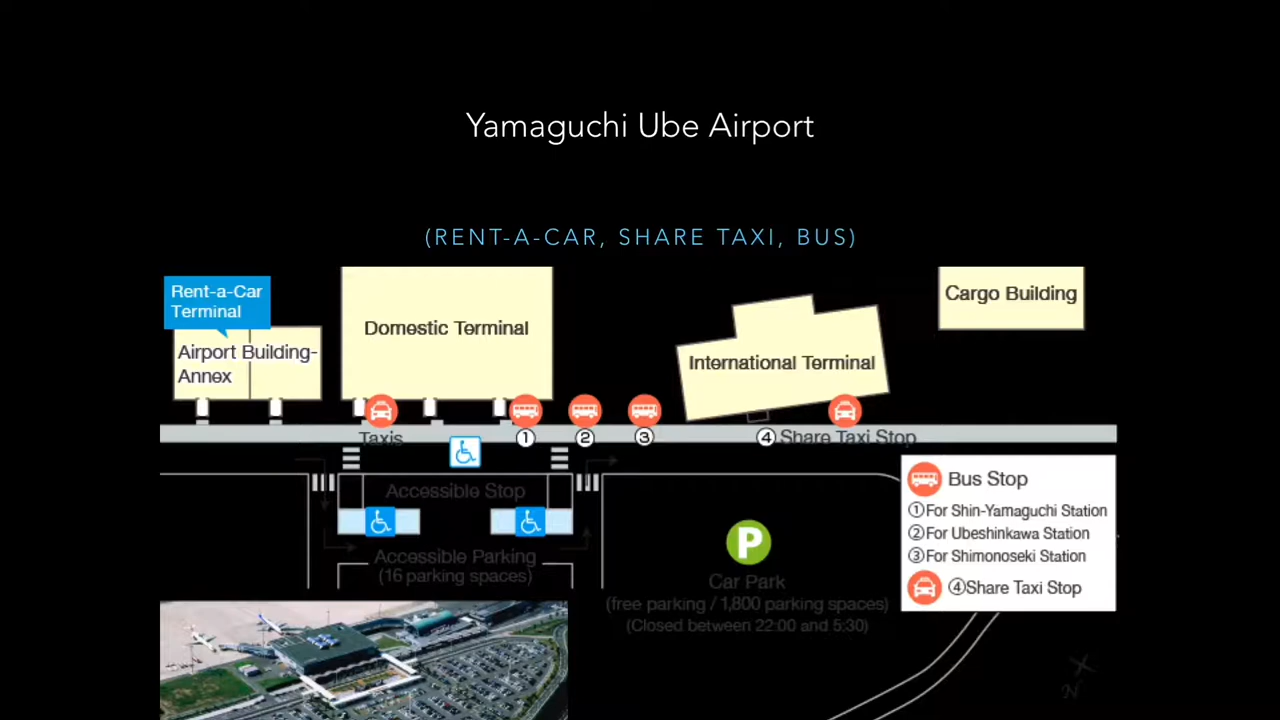 Yamaguchi Ube Airport
(RENT-A-CAR, SHARE TAXI, BUS)
Rent-a-Car
Terminal
Airport Building-
Annex
Domestic Terminal
International Terminal
Cargo Building
Taxis
①
②
③
④ Share Taxi Stop
Accessible Stop
Accessible Parking
(16 parking spaces)
P
Car Park
(free parking / 1,800 parking spaces)
(Closed between 22:00 and 5:30)
Bus Stop
①For Shin-Yamaguchi Station
②For Ubeshinkawa Station
③For Shimonoseki Station
④Share Taxi Stop
N